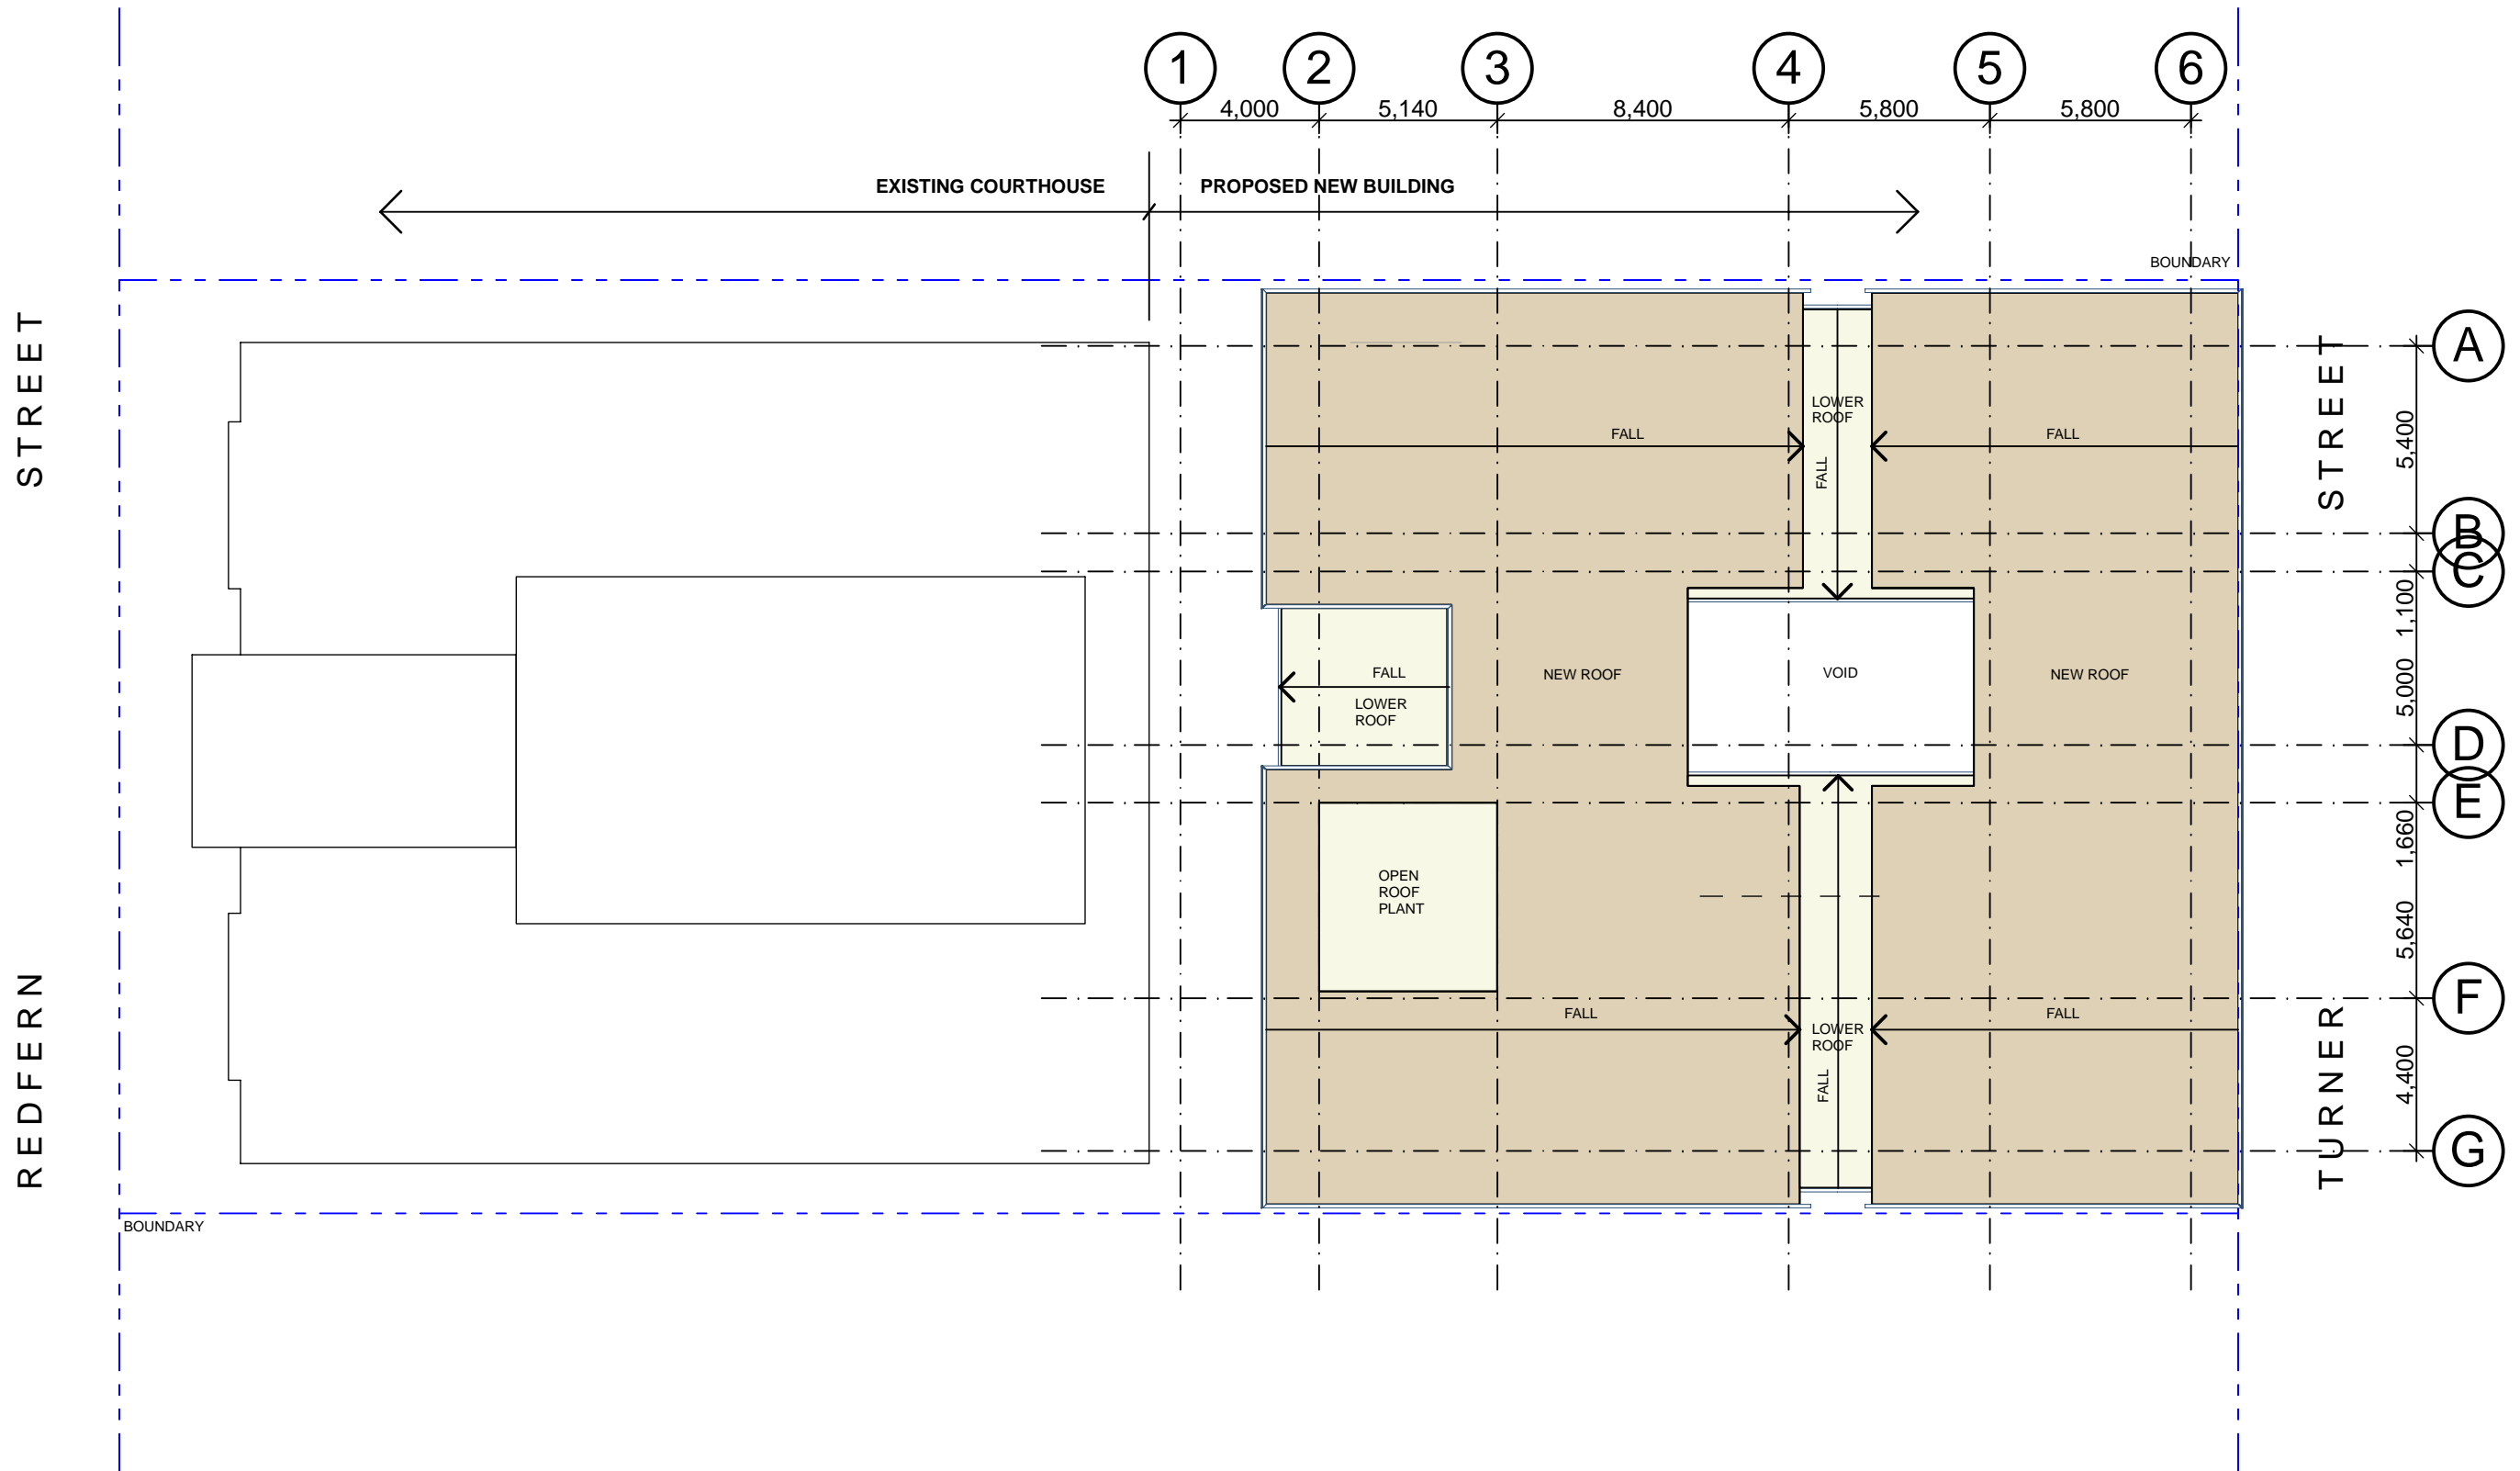 1 2 3 4 5 6
4,000 5,140 8,400 5,800 5,800
EXISTING COURTHOUSE PROPOSED NEW BUILDING
BOUNDARY
A
B
C
D
E
F
G
5,400
1,100
5,000
1,660
5,640
4,400
REDFERN STREET
TURNER STREET
LOWER
ROOF
FALL
FALL
FALL
FALL
LOWER
ROOF
NEW ROOF
VOID
NEW ROOF
OPEN
ROOF
PLANT
FALL
LOWER
ROOF
FALL
FALL
BOUNDARY